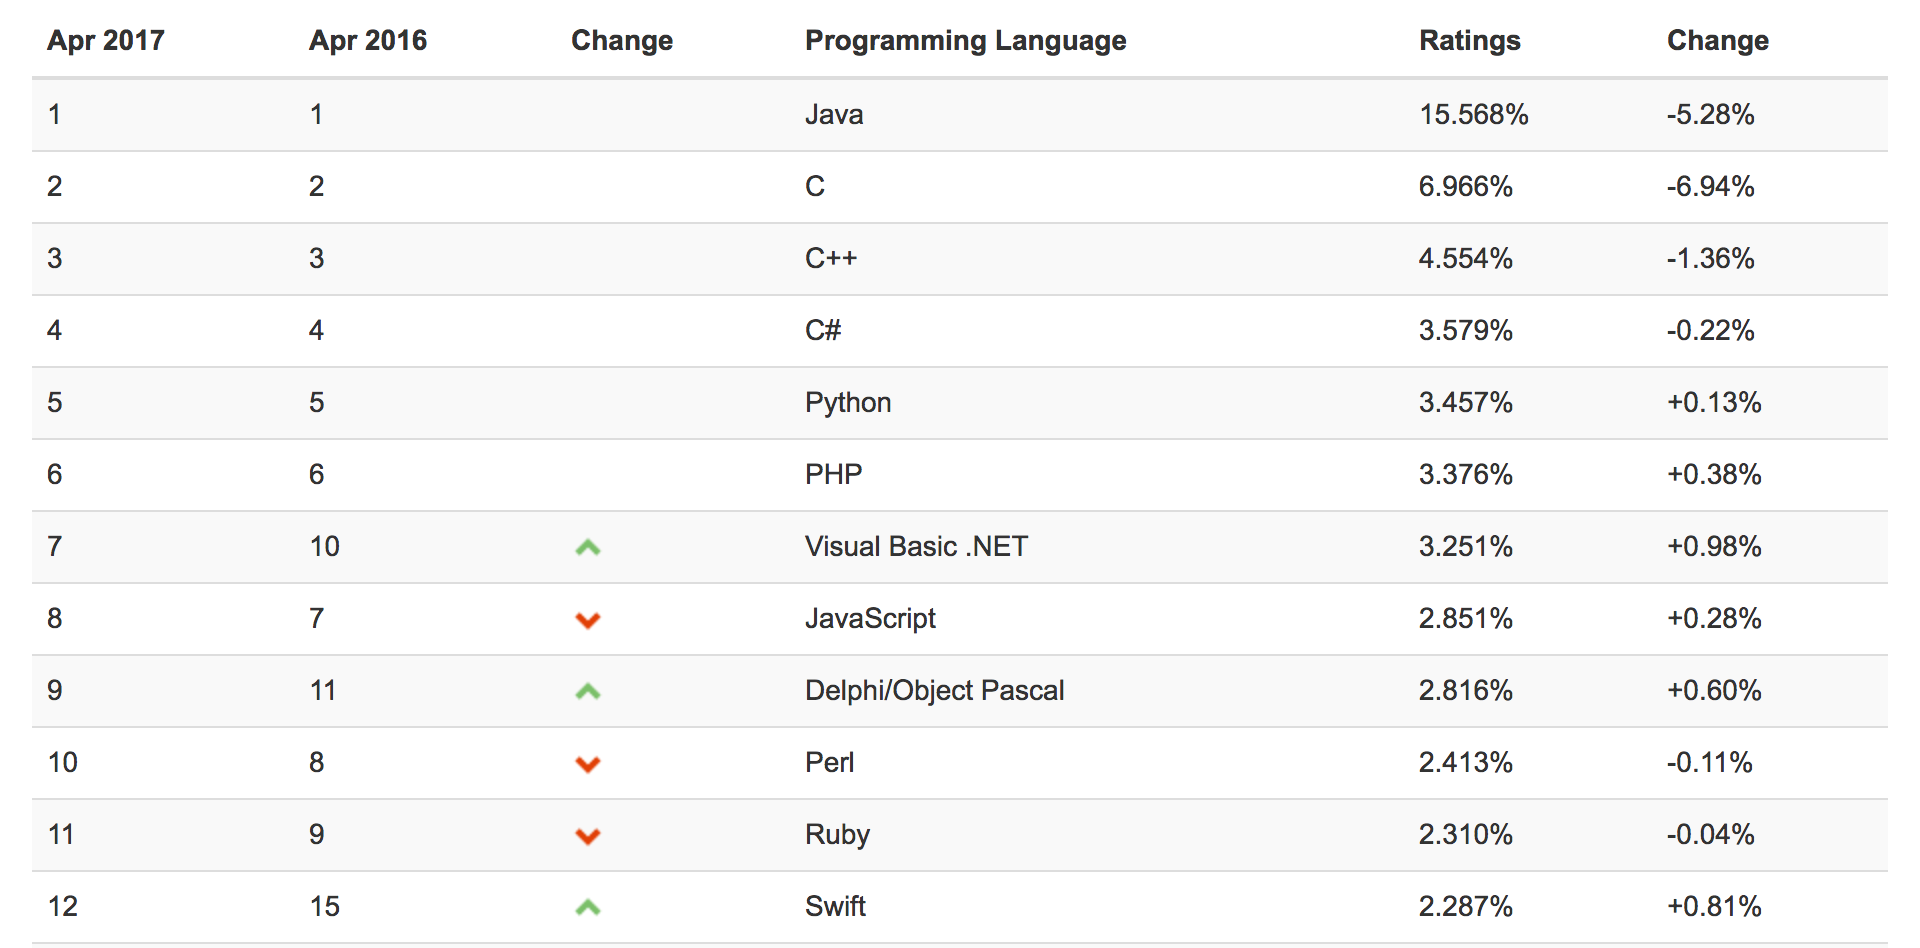 Apr 2017 Apr 2016 Change Programming Language Ratings Change
1 1 Java 15.568% -5.28%
2 2 C 6.966% -6.94%
3 3 C++ 4.554% -1.36%
4 4 C# 3.579% -0.22%
5 5 Python 3.457% +0.13%
6 6 PHP 3.376% +0.38%
7 10 Visual Basic .NET 3.251% +0.98%
8 7 JavaScript 2.851% +0.28%
9 11 Delphi/Object Pascal 2.816% +0.60%
10 8 Perl 2.413% -0.11%
11 9 Ruby 2.310% -0.04%
12 15 Swift 2.287% +0.81%